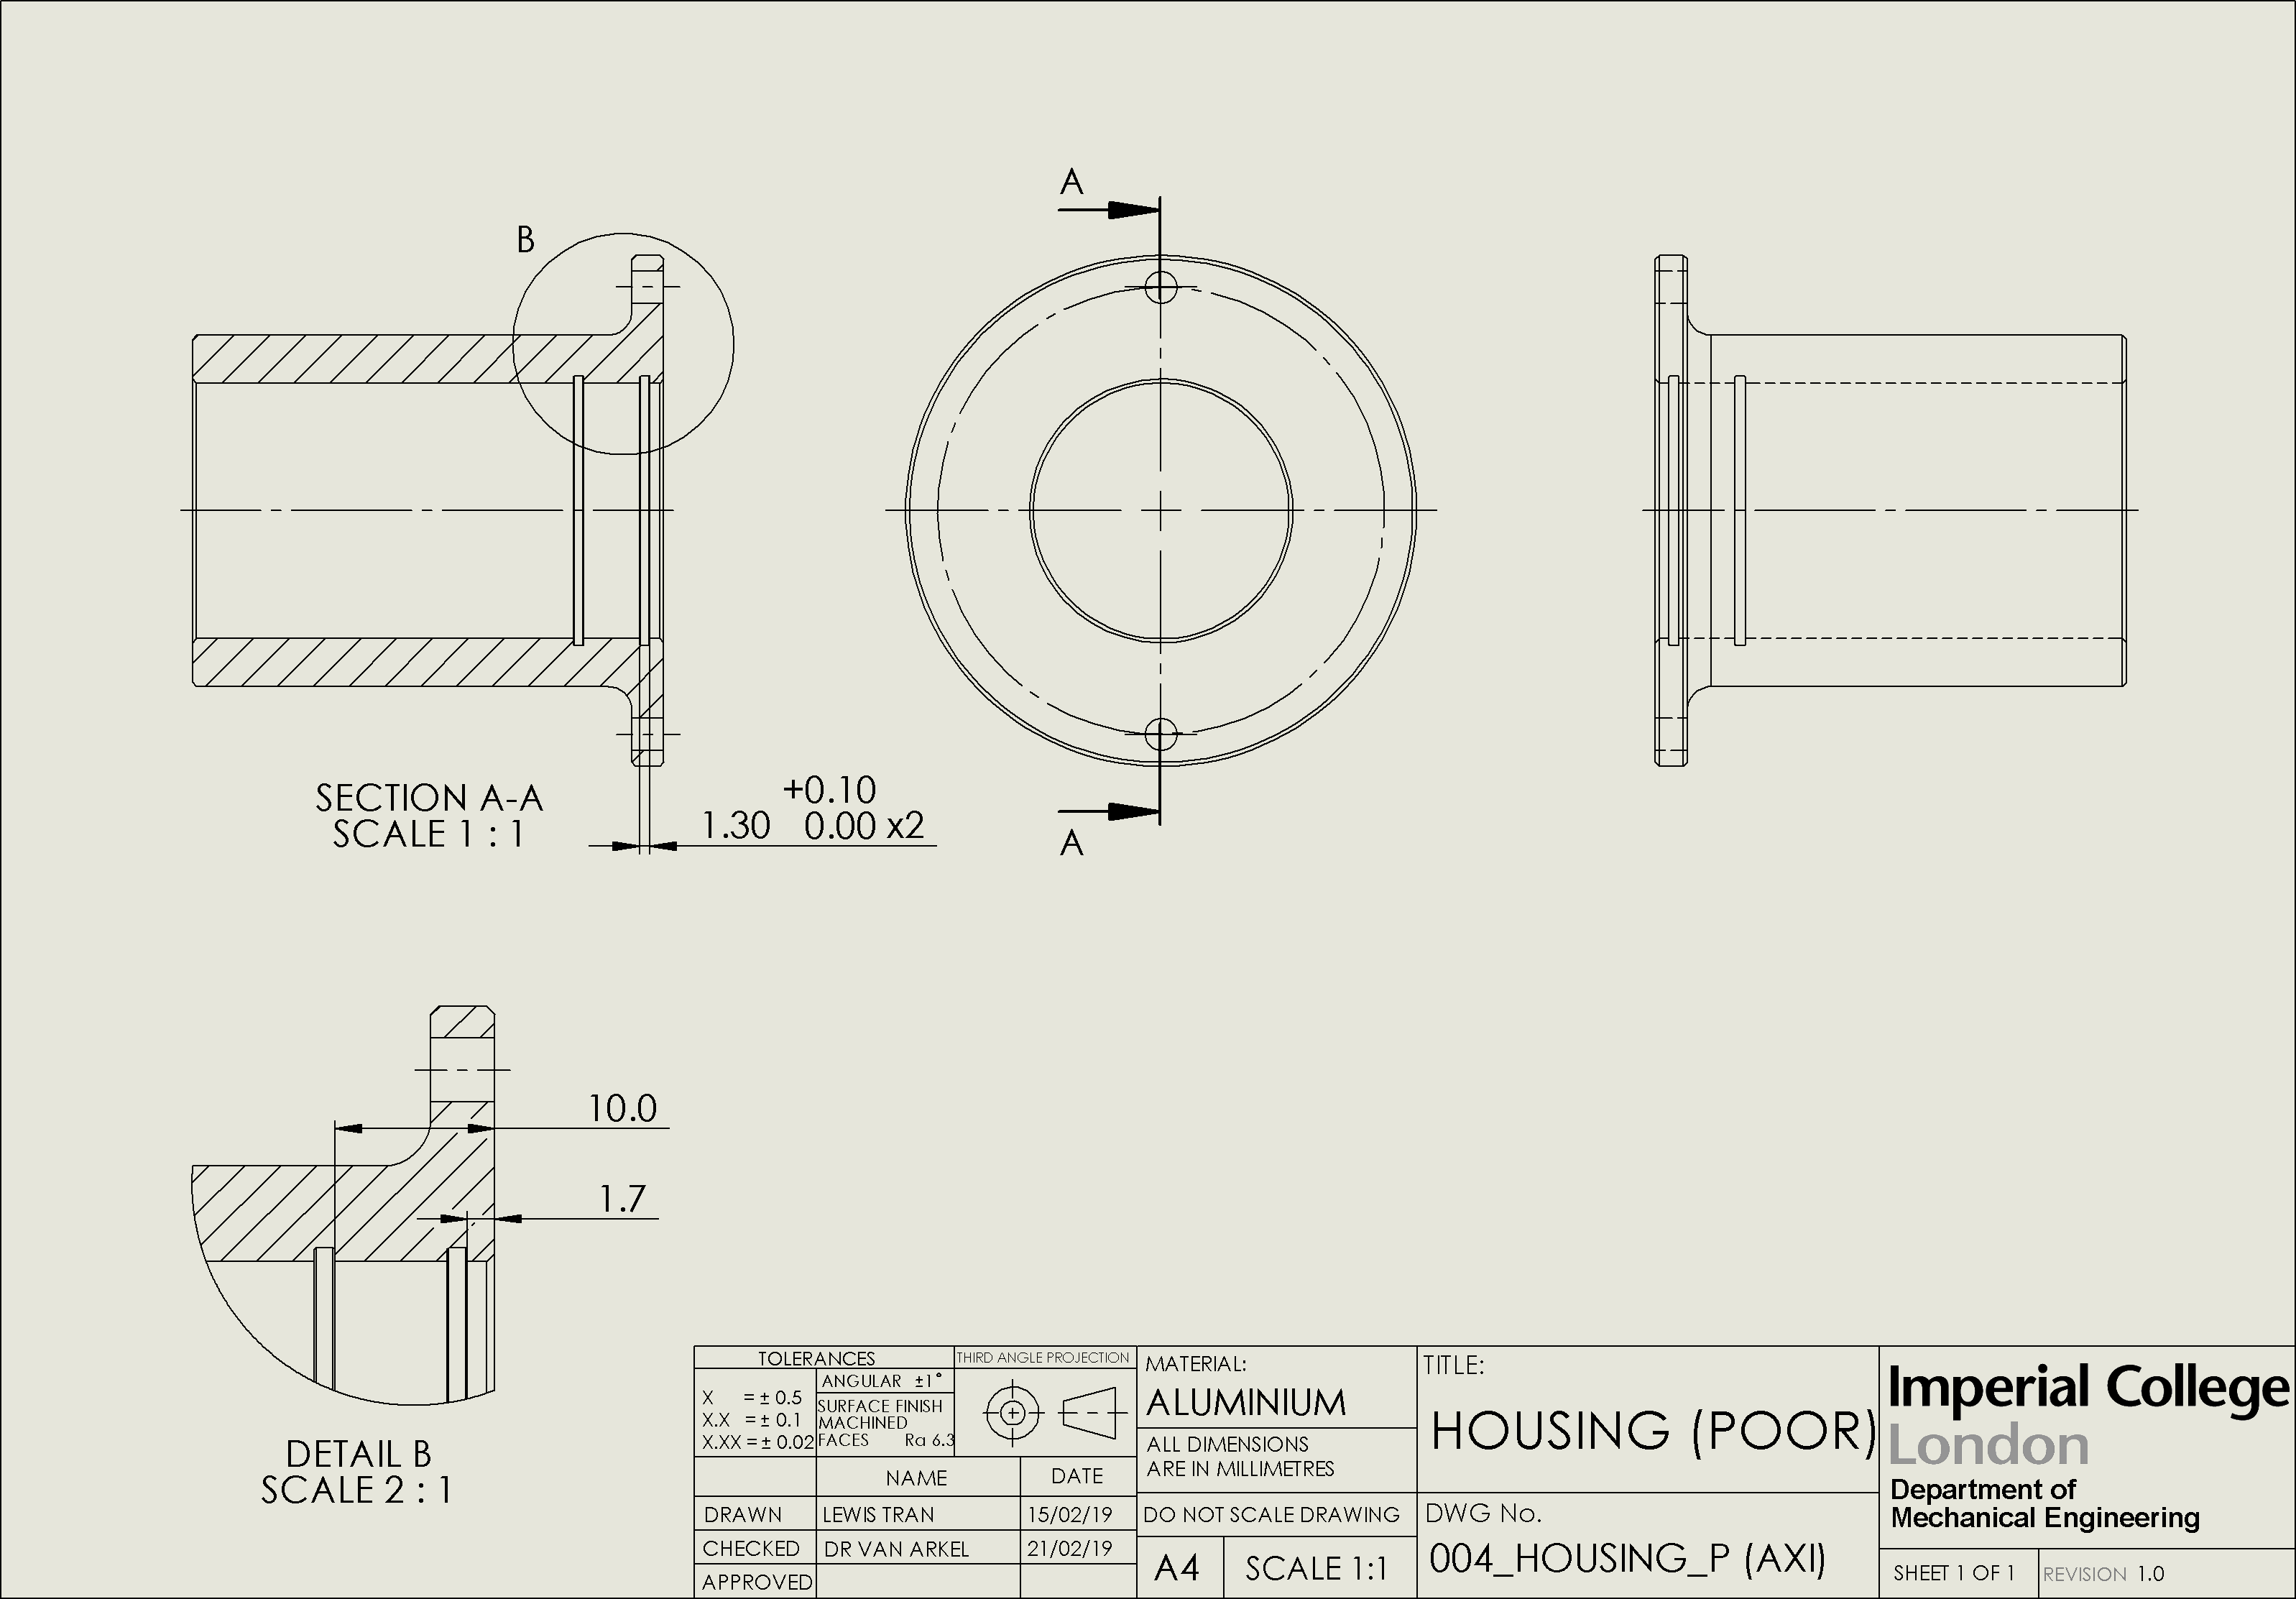 A
B
SECTION A-A
SCALE 1 : 1
+0.10
1.30 0.00 x2
A
10.0
1.7
DETAIL B
SCALE 2 : 1
TOLERANCES
X = ± 0.5
X.X = ± 0.1
X.XX = ± 0.02
ANGULAR ±1°
SURFACE FINISH
MACHINED
FACES Ra 6.3
THIRD ANGLE PROJECTION
NAME DATE
DRAWN LEWIS TRAN 15/02/19
CHECKED DR VAN ARKEL 21/02/19
APPROVED
MATERIAL:
ALUMINIUM
ALL DIMENSIONS
ARE IN MILLIMETRES
DO NOT SCALE DRAWING
A4 SCALE 1:1
TITLE:
HOUSING (POOR)
DWG No.
004_HOUSING_P (AXI)
Imperial College
London
Department of
Mechanical Engineering
SHEET 1 OF 1 REVISION 1.0